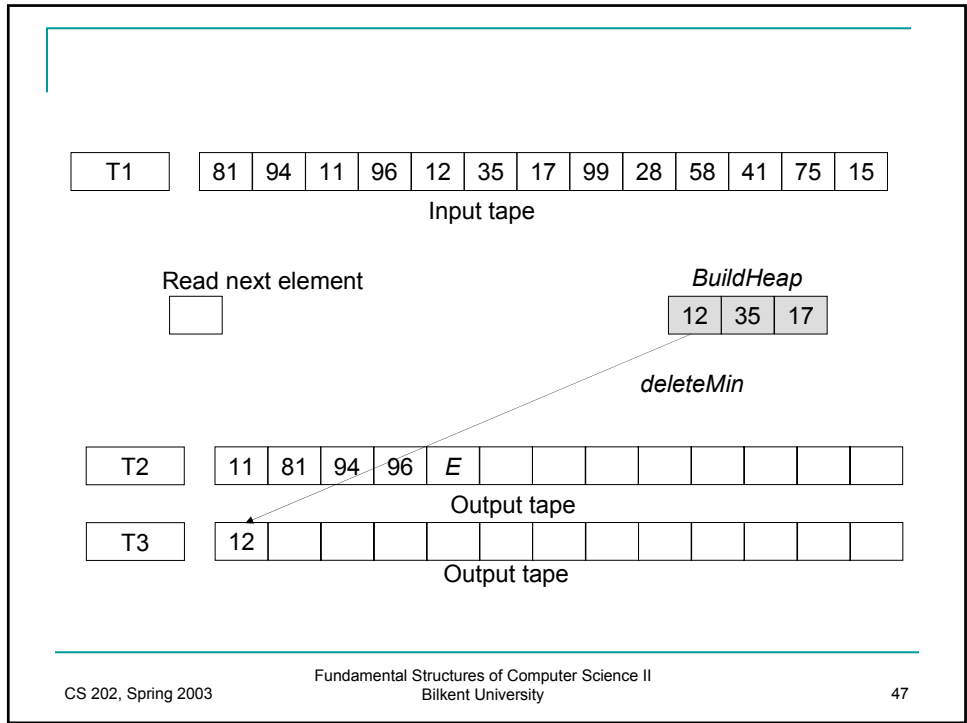 T1 81 94 11 96 12 35 17 99 28 58 41 75 15
Input tape
Read next element
BuildHeap
12 35 17
deleteMin
T2 11 81 94 96 E
Output tape
T3 12
Output tape
CS 202, Spring 2003
Fundamental Structures of Computer Science II
Bilkent University
47